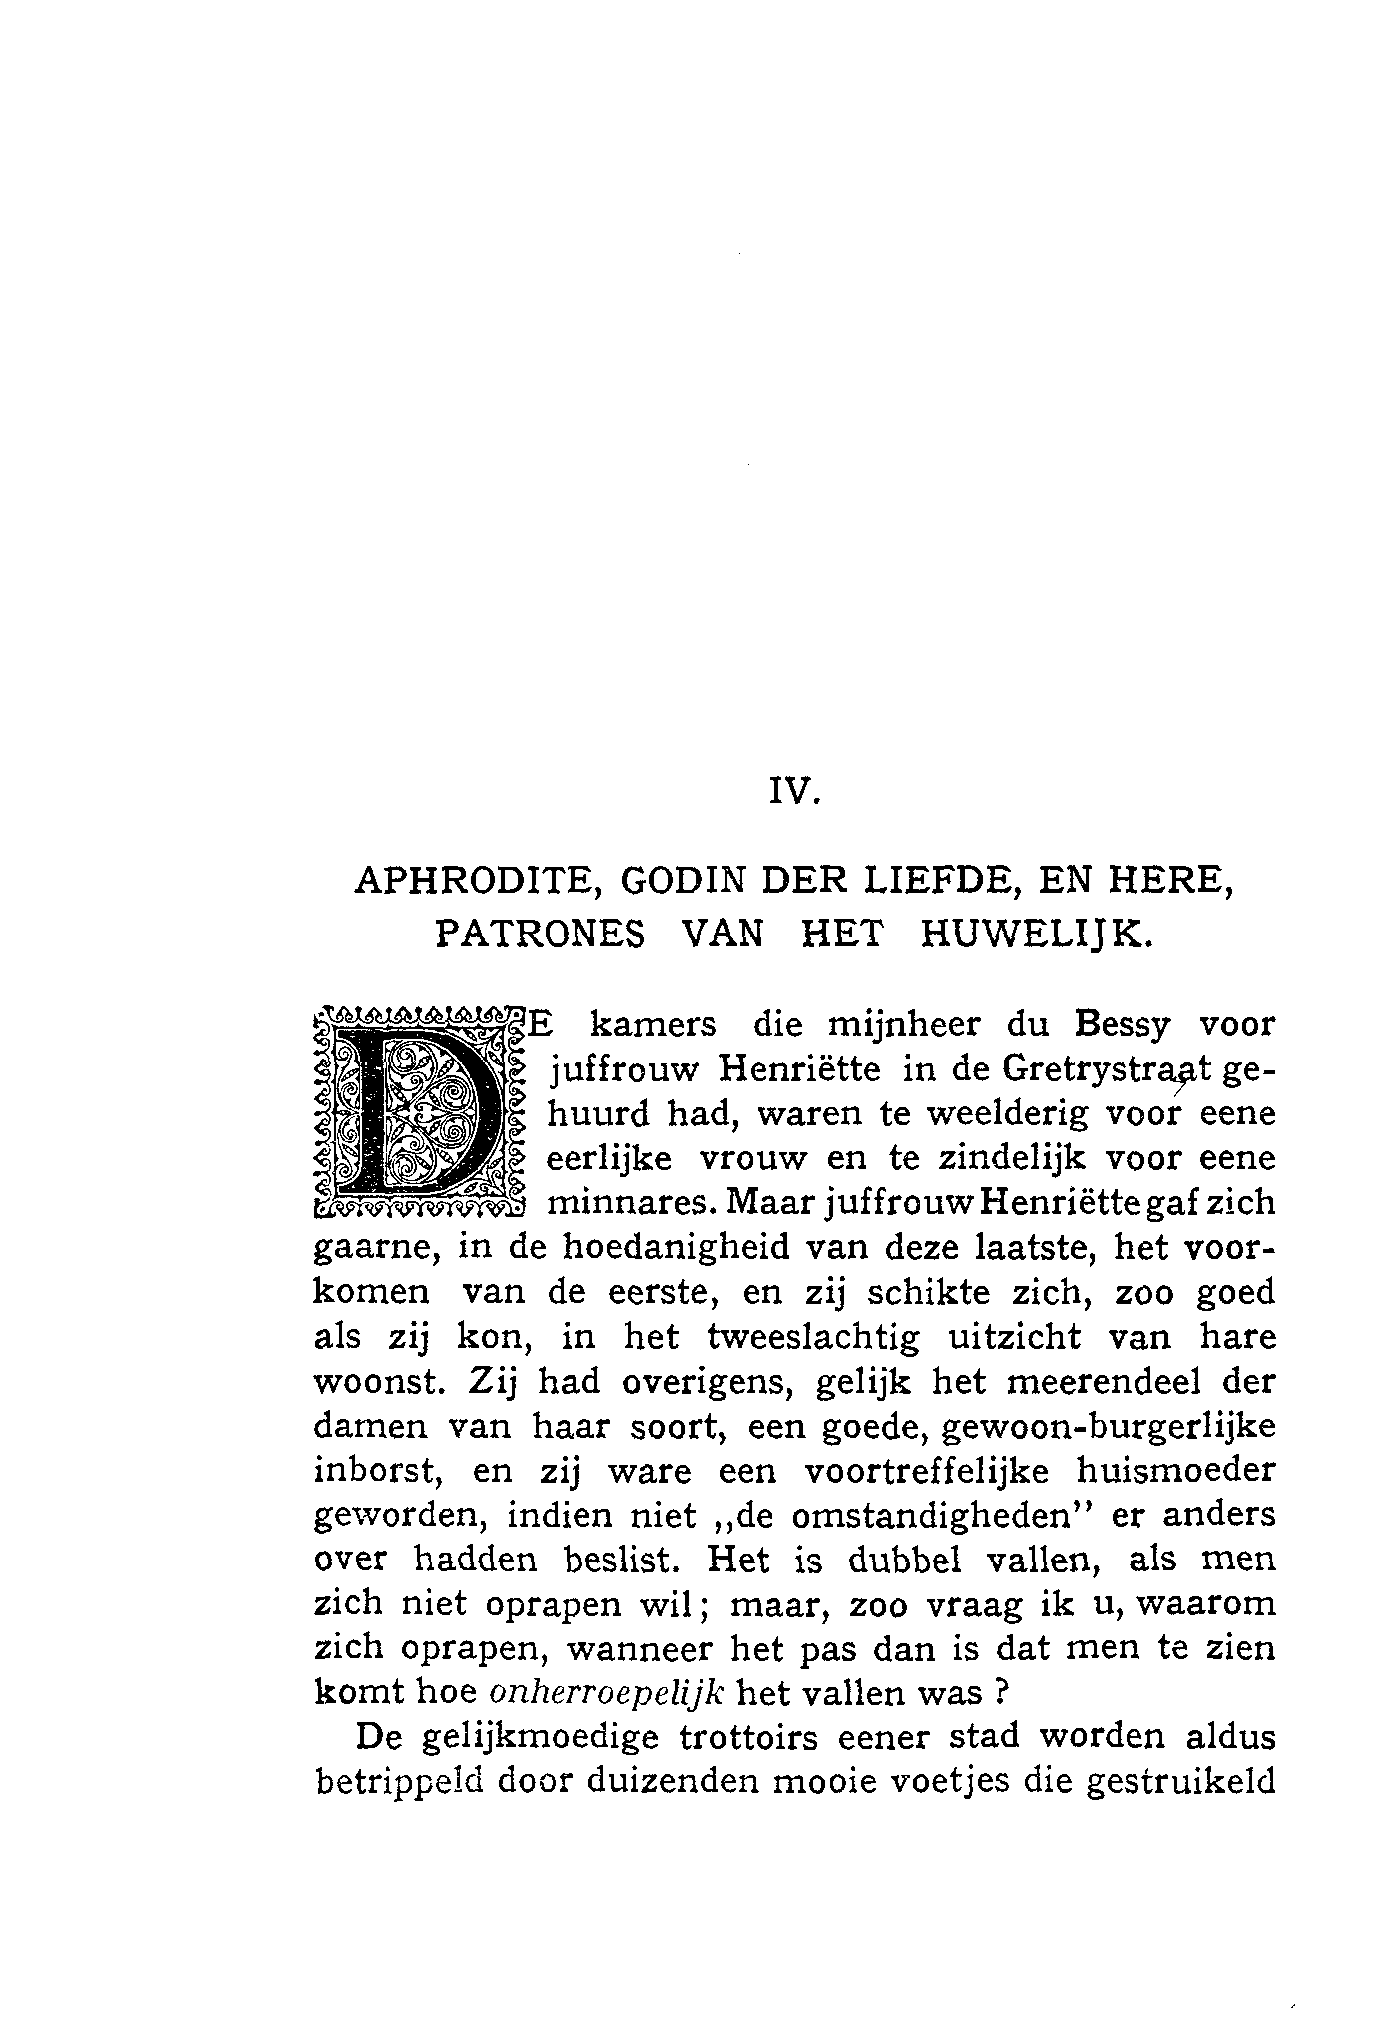 IV.
APHRODITE, GODIN DER LIEFDE, EN HERE,
PATRONES VAN HET HUWELIJK.
DE kamers die mijnheer du Bessy voor
juffrouw Henriëtte in de Gretrystraat ge-
huurd had, waren te weelderig voor eene
eerlijke vrouw en te zindelijk voor eene
minnares. Maar juffrouw Henriëtte gaf zich
gaarne, in de hoedanigheid van deze laatste, het voor-
komen van de eerste, en zij schikte zich, zoo goed
als zij kon, in het tweeslachtig uitzicht van hare
woonst. Zij had overigens, gelijk het meerendeel der
damen van haar soort, een goede, gewoon-burgerlijke
inborst, en zij ware een voortreffelijke huismoeder
geworden, indien niet ,,de omstandigheden" er anders
over hadden beslist. Het is dubbel vallen, als men
zich niet oprapen wil; maar, zoo vraag ik u, waarom
zich oprapen, wanneer het pas dan is dat men te zien
komt hoe onherroepelijk het vallen was ?
De gelijkmoedige trottoirs eener stad worden aldus
betrippeld door duizenden mooie voetjes die gestruikeld